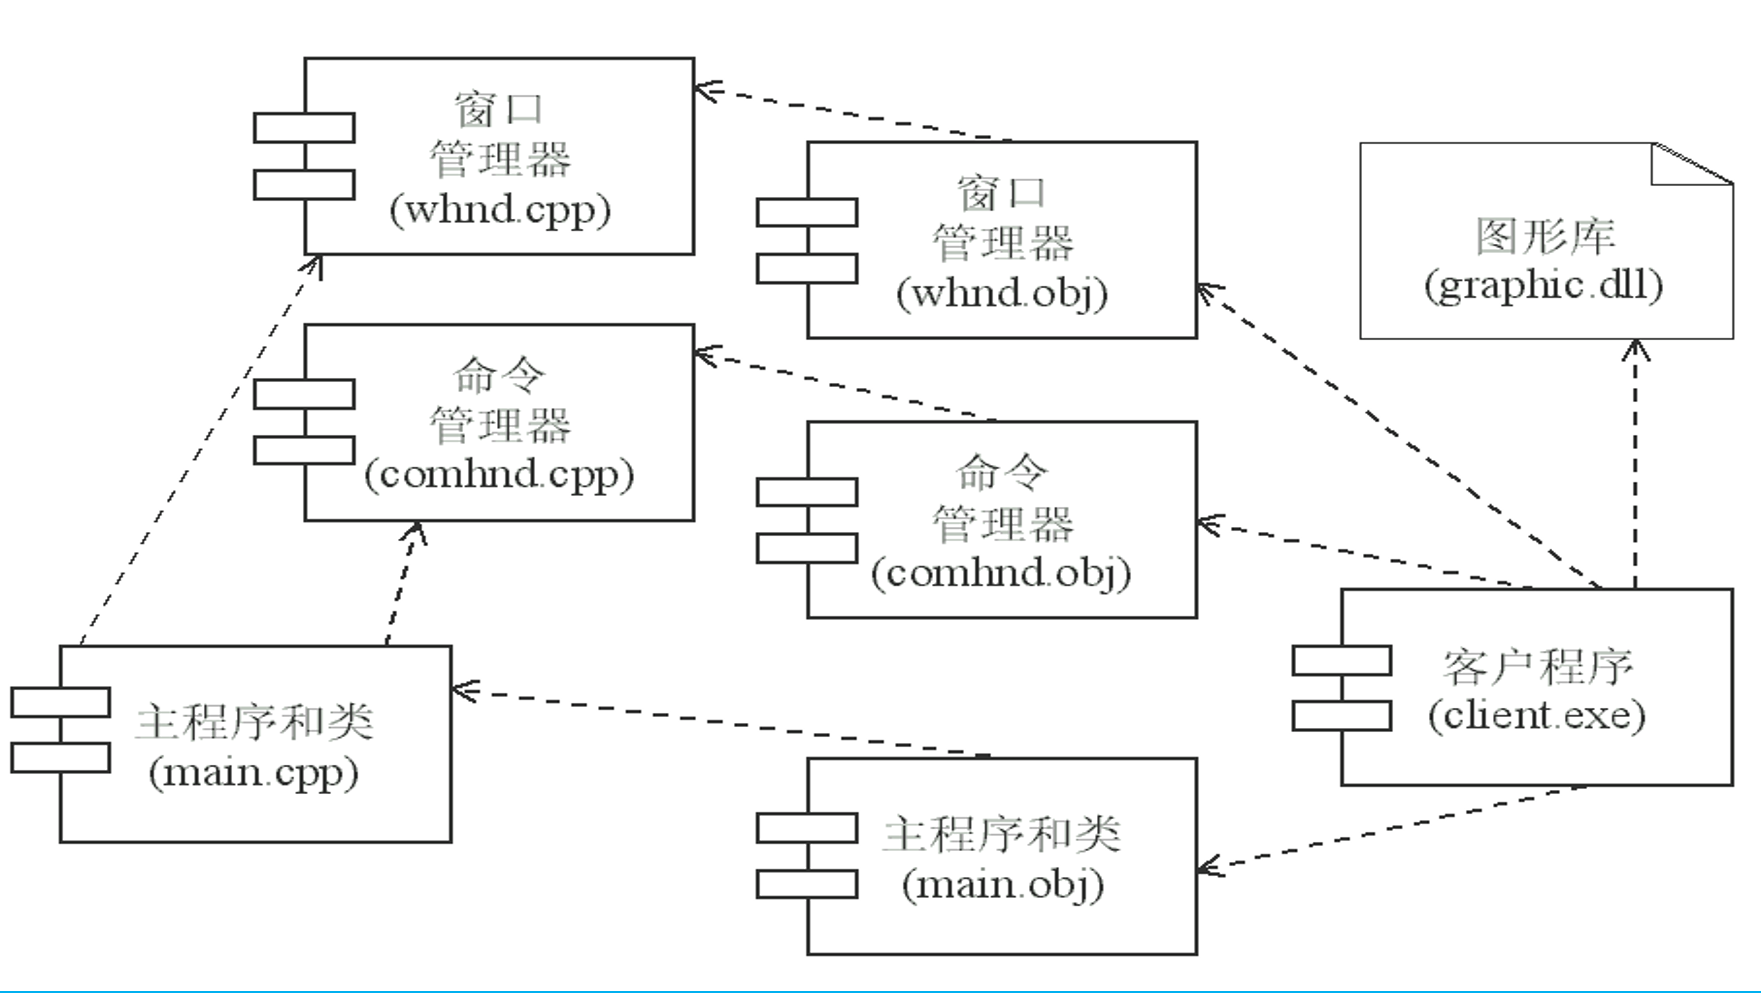 窗口
管理器
(whnd.cpp)
窗口
管理器
(whnd.obj)
图形库
(graphic.dll)
命令
管理器
(comhnd.cpp)
命令
管理器
(comhnd.obj)
客户程序
(client.exe)
主程序和类
(main.cpp)
主程序和类
(main.obj)